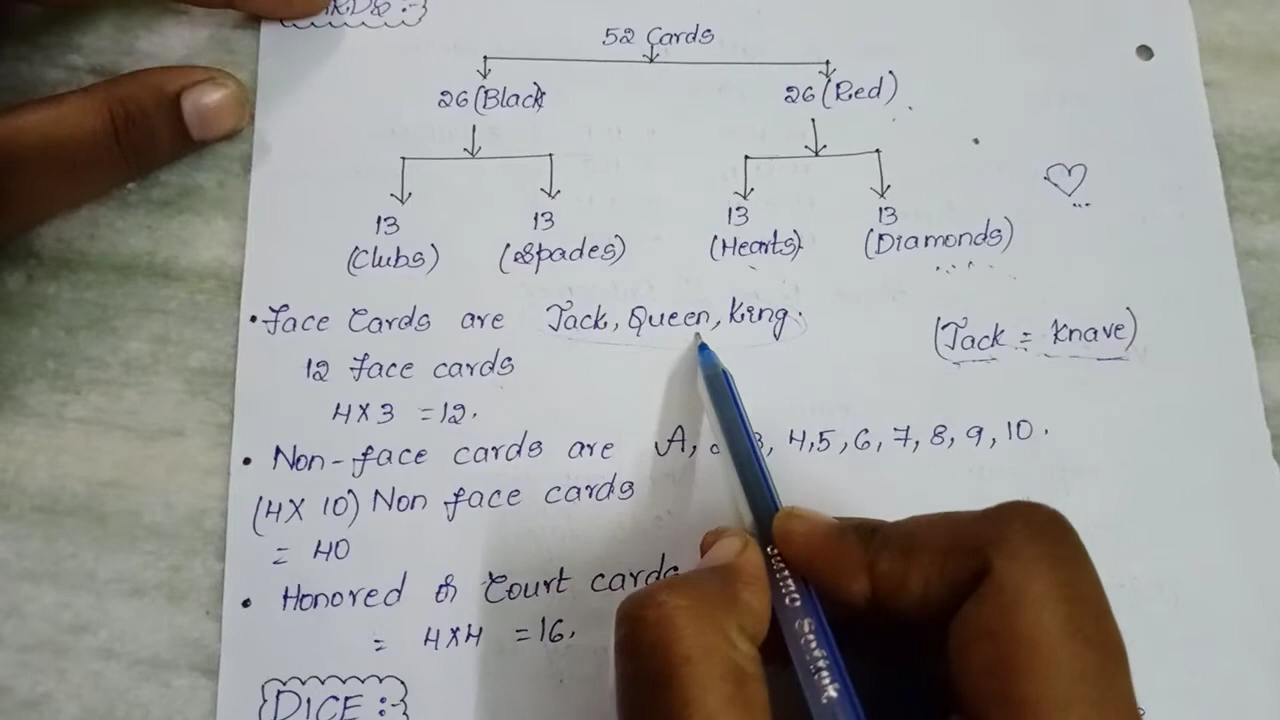 52 Cards
26 (Black) 26 (Red)
13 13 13 13
(Clubs) (Spades) (Hearts) (Diamonds)
• Face Cards are Jack, Queen, King.
(Jack = Knave)
12 Face cards
4 X 3 = 12.
• Non-face cards are A, 3, 4, 5, 6, 7, 8, 9, 10.
(4 X 10) Non face cards
= 40
• Honored or Court cards
= 4 X 4 = 16.
DICE :-